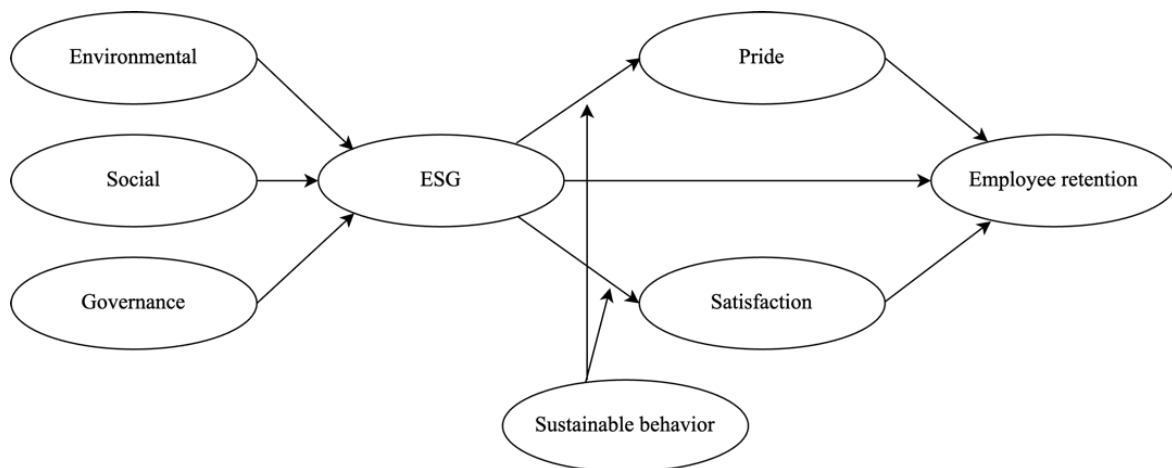 Environmental
Pride
Social
ESG
Employee retention
Governance
Satisfaction
Sustainable behavior